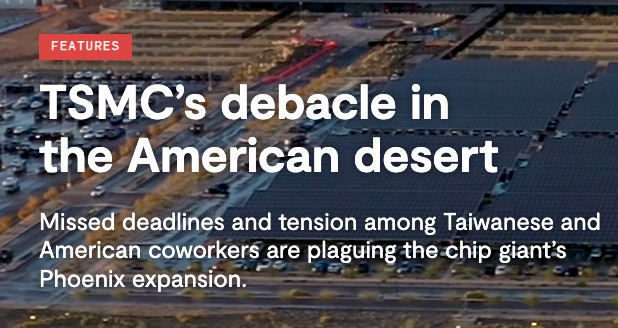 FEATURES
TSMC’s debacle in
the American desert
Missed deadlines and tension among Taiwanese and
American coworkers are plaguing the chip giant’s
Phoenix expansion.